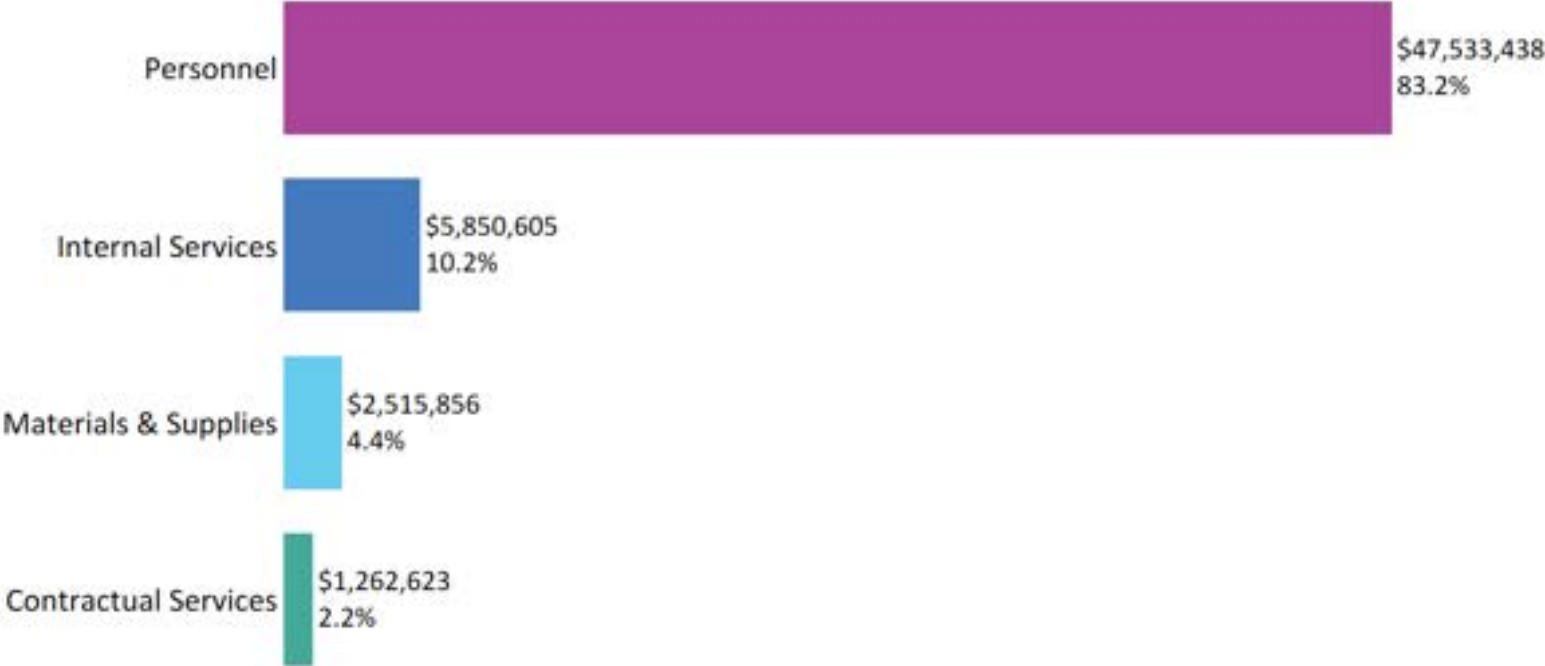 Personnel
$47,533,438
83.2%
Internal Services
$5,850,605
10.2%
Materials & Supplies
$2,515,856
4.4%
Contractual Services
$1,262,623
2.2%